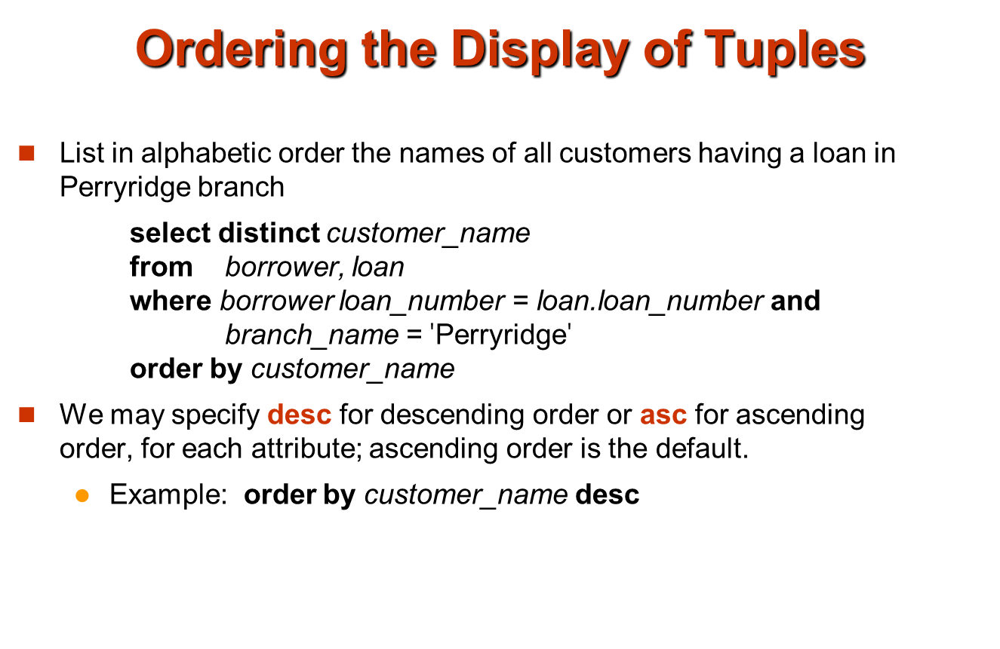 Ordering the Display of Tuples
List in alphabetic order the names of all customers having a loan in
Perryridge branch
select distinct customer_name
from borrower, loan
where borrower loan_number = loan.loan_number and
branch_name = 'Perryridge'
order by customer_name
We may specify desc for descending order or asc for ascending
order, for each attribute; ascending order is the default.
Example: order by customer_name desc